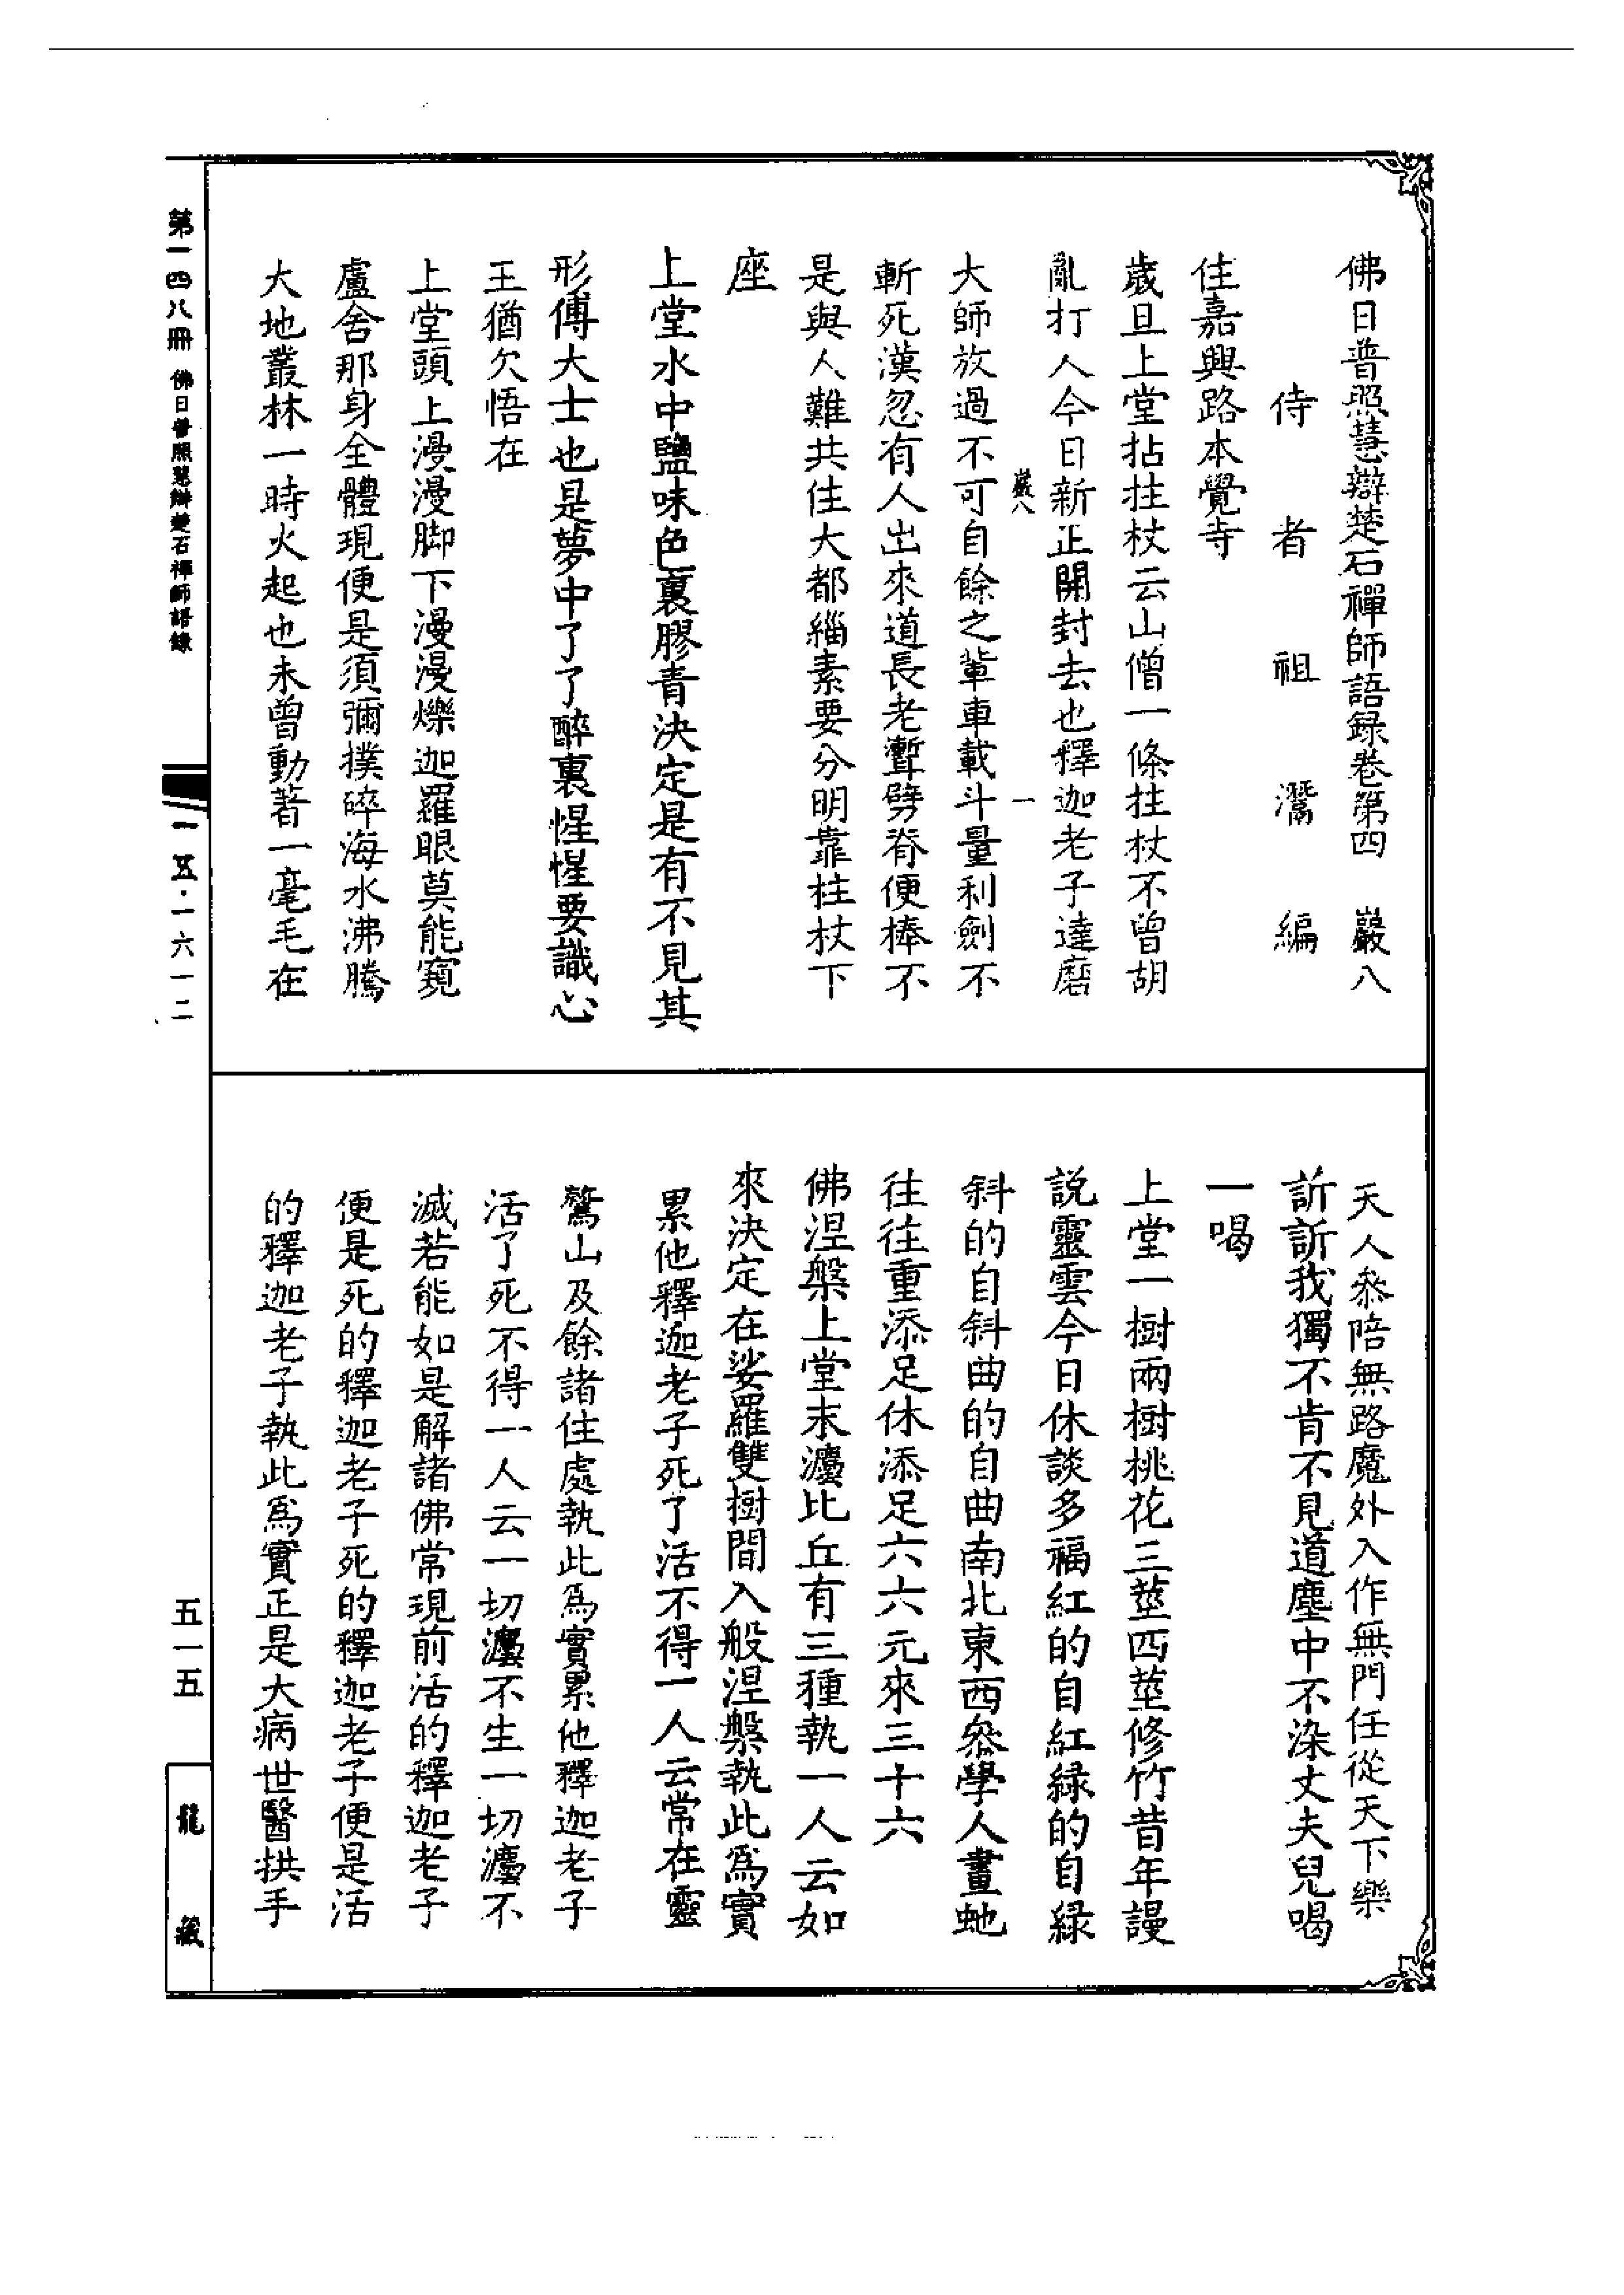 佛日普照慧辯楚石禪師語録卷第四　巖八
侍者祖灊編
住嘉興路本覺寺
歲旦上堂拈拄杖云山僧一條拄杖不曾胡
亂打人今日新正開封去也釋迦老子達磨
巖八　一
大師放過不可自餘之輩車載斗量利劍不
斬死漢忽有人出來道長老蹔劈脊便棒不
是與人難共住大都緇素要分明靠柱杖下
座
上堂水中鹽味色裏膠青決定是有不見其
形傅大士也是夢中了了醉裏惺惺要識心
王猶欠悟在
上堂頭上漫漫脚下漫漫爍迦羅眼莫能窺
盧舍那身全體現便是須彌撲碎海水沸騰
大地叢林一時火起也未曾動著一毫毛在
天人叅陪無路魔外入作無門任從天下樂
訢訢我獨不肯不見道塵中不染丈夫兒喝
一喝
上堂一樹兩樹桃花三莖四莖修竹昔年謾
説靈雲今日休談多福紅的自紅緑的自緑
斜的自斜曲的自曲南北東西叅學人畫虵
往往重添足休添足六六元來三十六
佛涅槃上堂末灋比丘有三種執一人云如
來決定在娑羅雙樹間入般涅槃執此爲實
累他釋迦老子死了活不得一人云常在靈
鷲山及餘諸住處執此爲實累他釋迦老子
活了死不得一人云一切灋不生一切灋不
滅若能如是解諸佛常現前活的釋迦老子
便是死的釋迦老子死的釋迦老子便是活
的釋迦老子執此爲實正是大病世醫拱手
第一四八冊　佛日普照慧辯楚石禪師語錄
一五·一六一二
五一五
龍藏